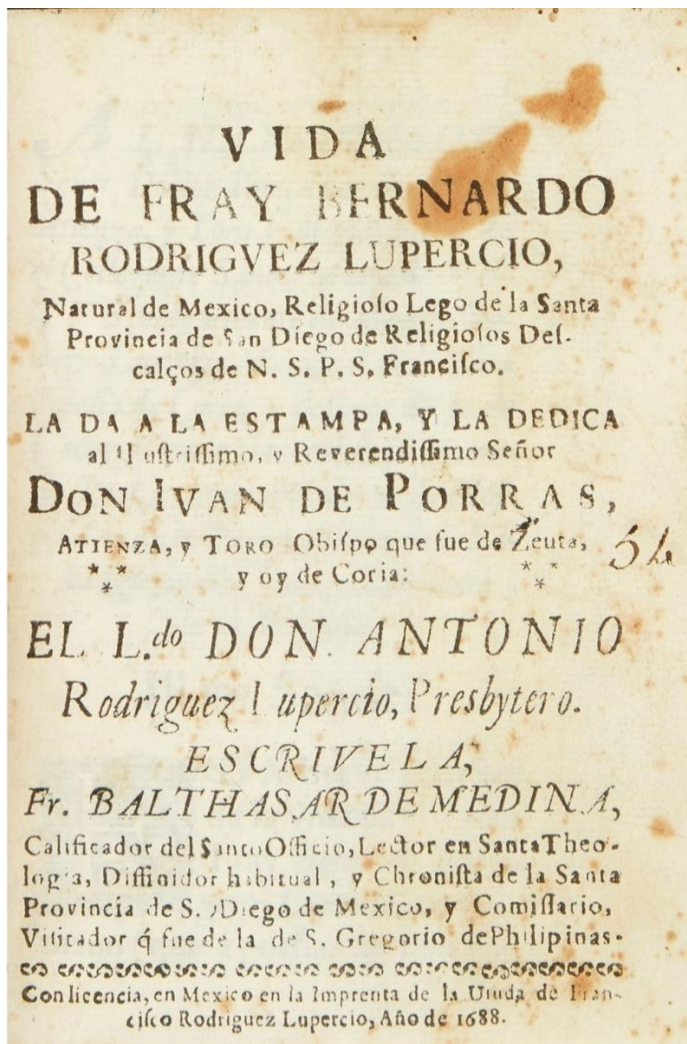 VIDA
DE FRAY BERNARDO
RODRIGVEZ LUPERCIO,
Natural de Mexico, Religioſo Lego de la Santa
Provincia de San Diego de Religioſos Deſ-
calços de N. S. P. S. Franciſco.
LA DA A LA ESTAMPA, Y LA DEDICA
al Iluſtriſſimo, y Reverendiſſimo Señor
DON IVAN DE PORRAS,
ATIENZA, Y TORO Obiſpo que fue de Zeuta,
y oy de Coria:
54
EL L.do DON. ANTONIO
Rodriguez Lupercio, Presbytero.
ESCRIVELA,
Fr. BALTHASAR DE MEDINA,
Calificador del Santo Officio, Lector en Santa Theo-
logia, Diffinidor habitual, y Chroniſta de la Santa
Provincia de S. Diego de Mexico, y Comiſſario,
Viſitador q̃ fue de la de S. Gregorio de Philipinas.
Con licencia, en Mexico en la Imprenta de la Uiuda de Fran-
ciſco Rodriguez Lupercio, Año de 1688.